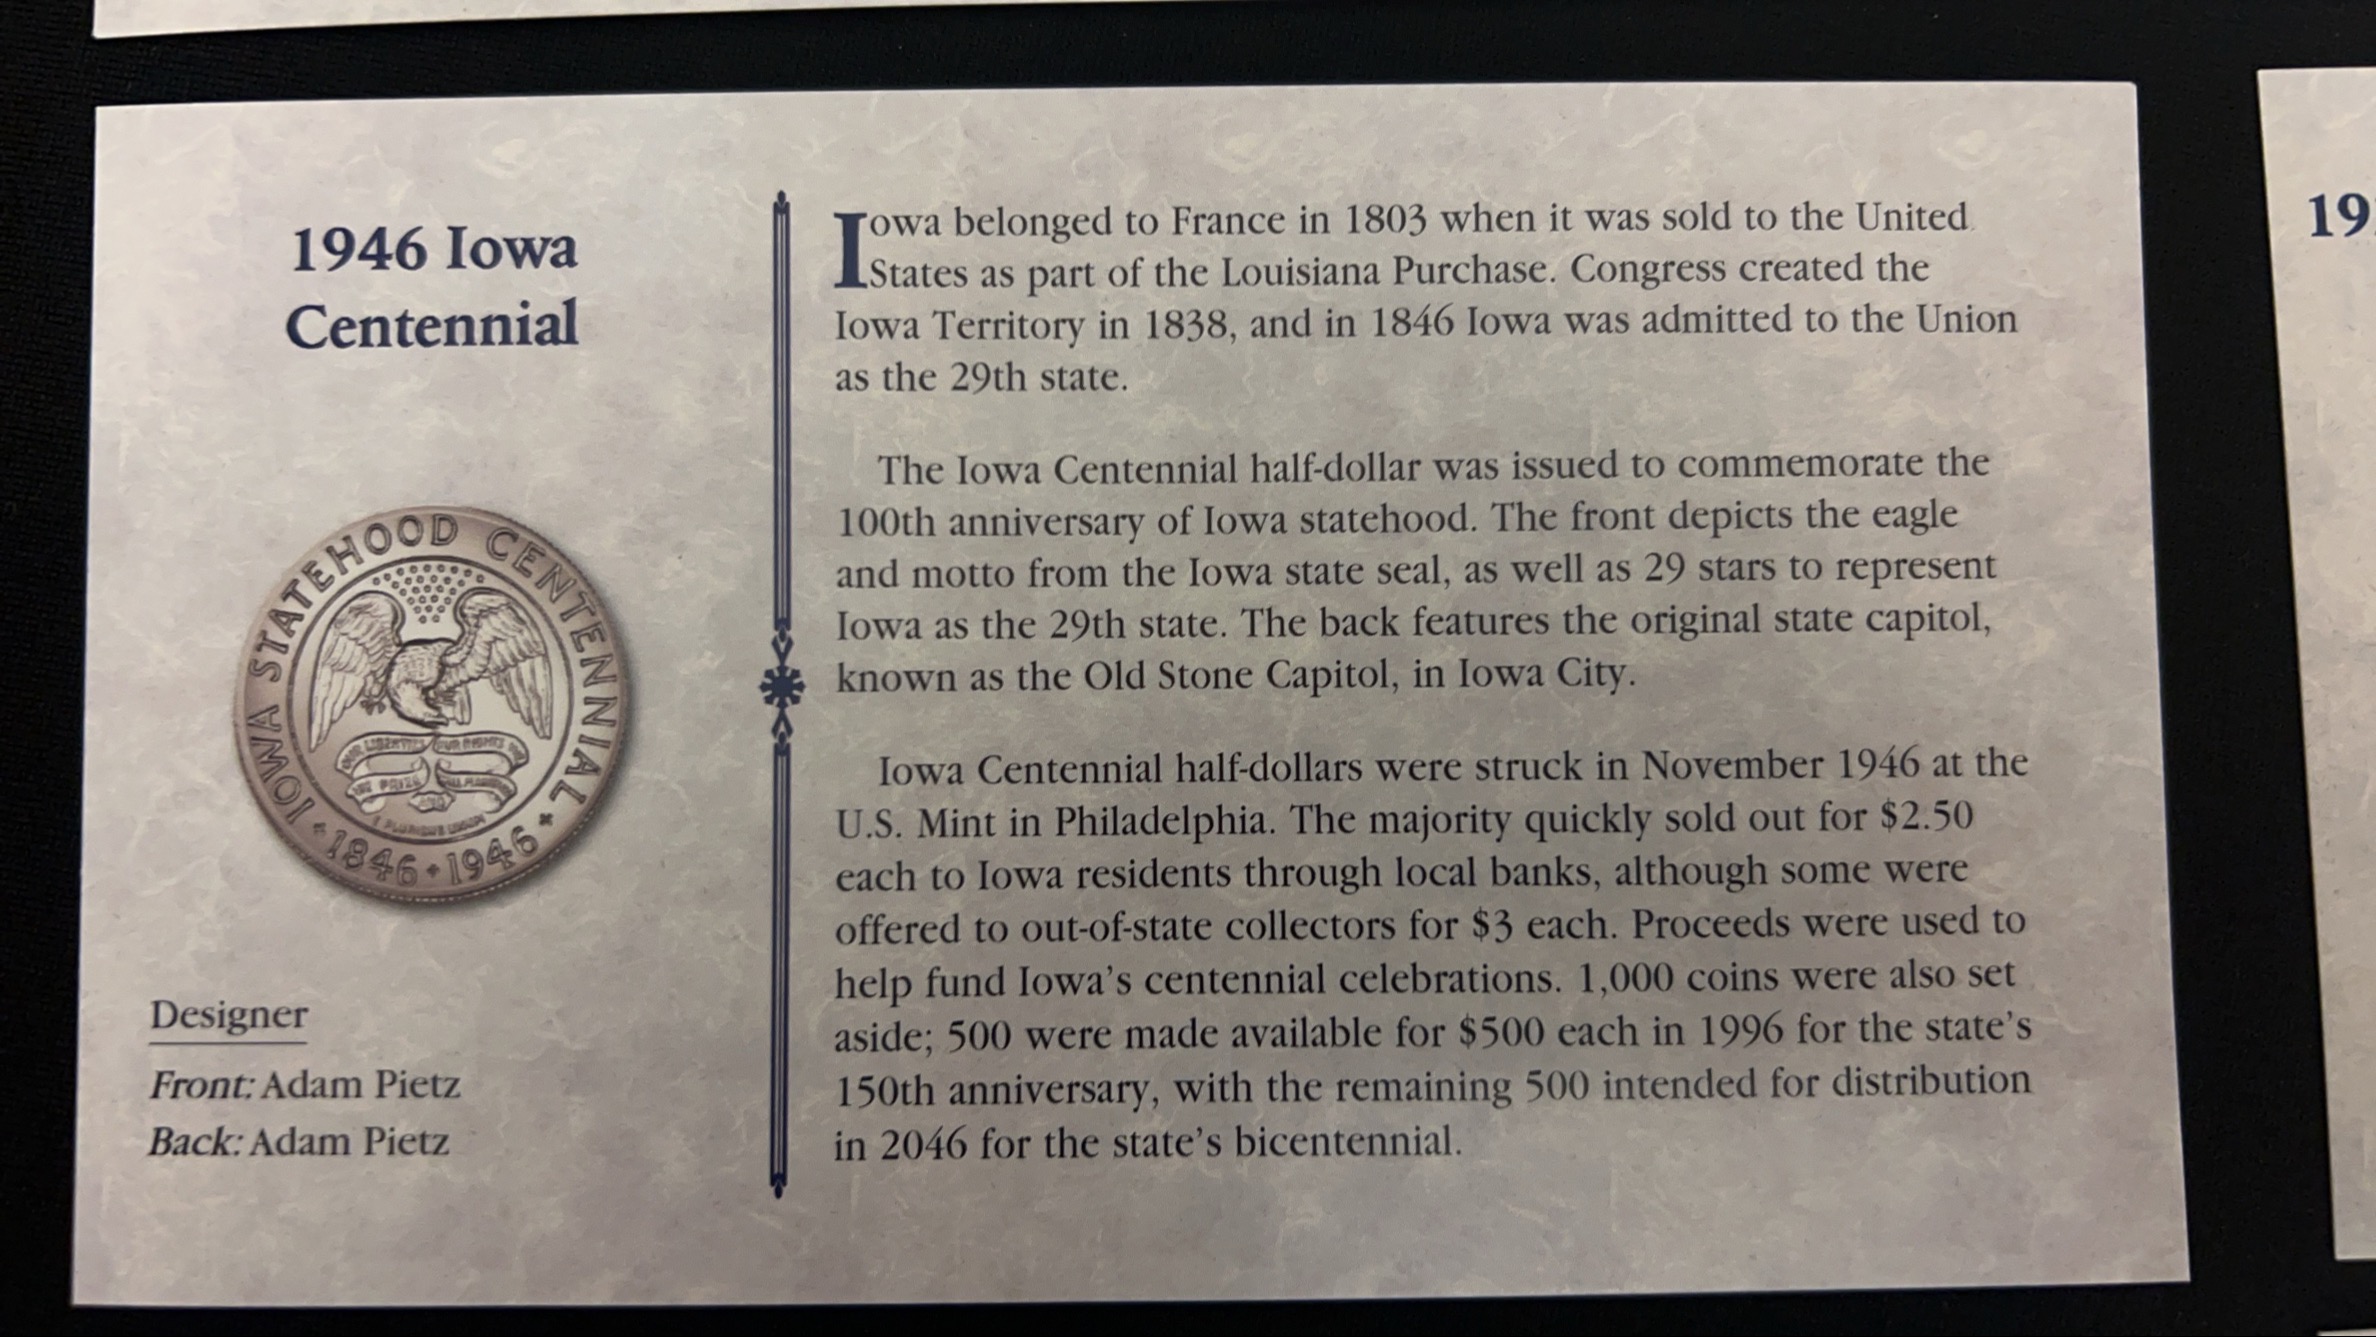 1946 Iowa
Centennial
IOWA STATEHOOD CENTENNIAL
1846 • 1946
OUR LIBERTIES OUR RIGHTS
WE PRIZE
Designer
Front: Adam Pietz
Back: Adam Pietz
Iowa belonged to France in 1803 when it was sold to the United
States as part of the Louisiana Purchase. Congress created the
Iowa Territory in 1838, and in 1846 Iowa was admitted to the Union
as the 29th state.
The Iowa Centennial half-dollar was issued to commemorate the
100th anniversary of Iowa statehood. The front depicts the eagle
and motto from the Iowa state seal, as well as 29 stars to represent
Iowa as the 29th state. The back features the original state capitol,
known as the Old Stone Capitol, in Iowa City.
Iowa Centennial half-dollars were struck in November 1946 at the
U.S. Mint in Philadelphia. The majority quickly sold out for $2.50
each to Iowa residents through local banks, although some were
offered to out-of-state collectors for $3 each. Proceeds were used to
help fund Iowa's centennial celebrations. 1,000 coins were also set
aside; 500 were made available for $500 each in 1996 for the state's
150th anniversary, with the remaining 500 intended for distribution
in 2046 for the state's bicentennial.
19